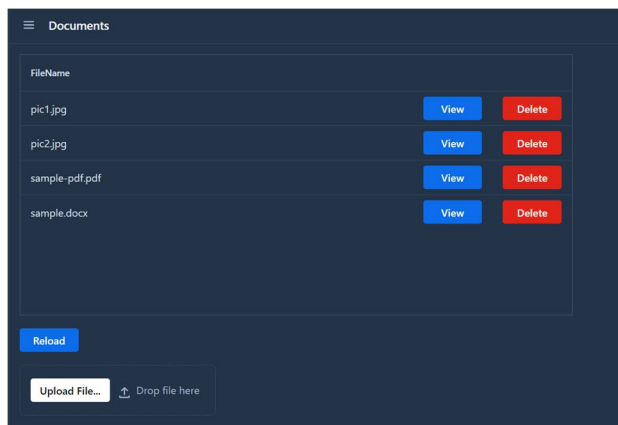 Documents
FileName
pic1.jpg View Delete
pic2.jpg View Delete
sample-pdf.pdf View Delete
sample.docx View Delete
Reload
Upload File... Drop file here